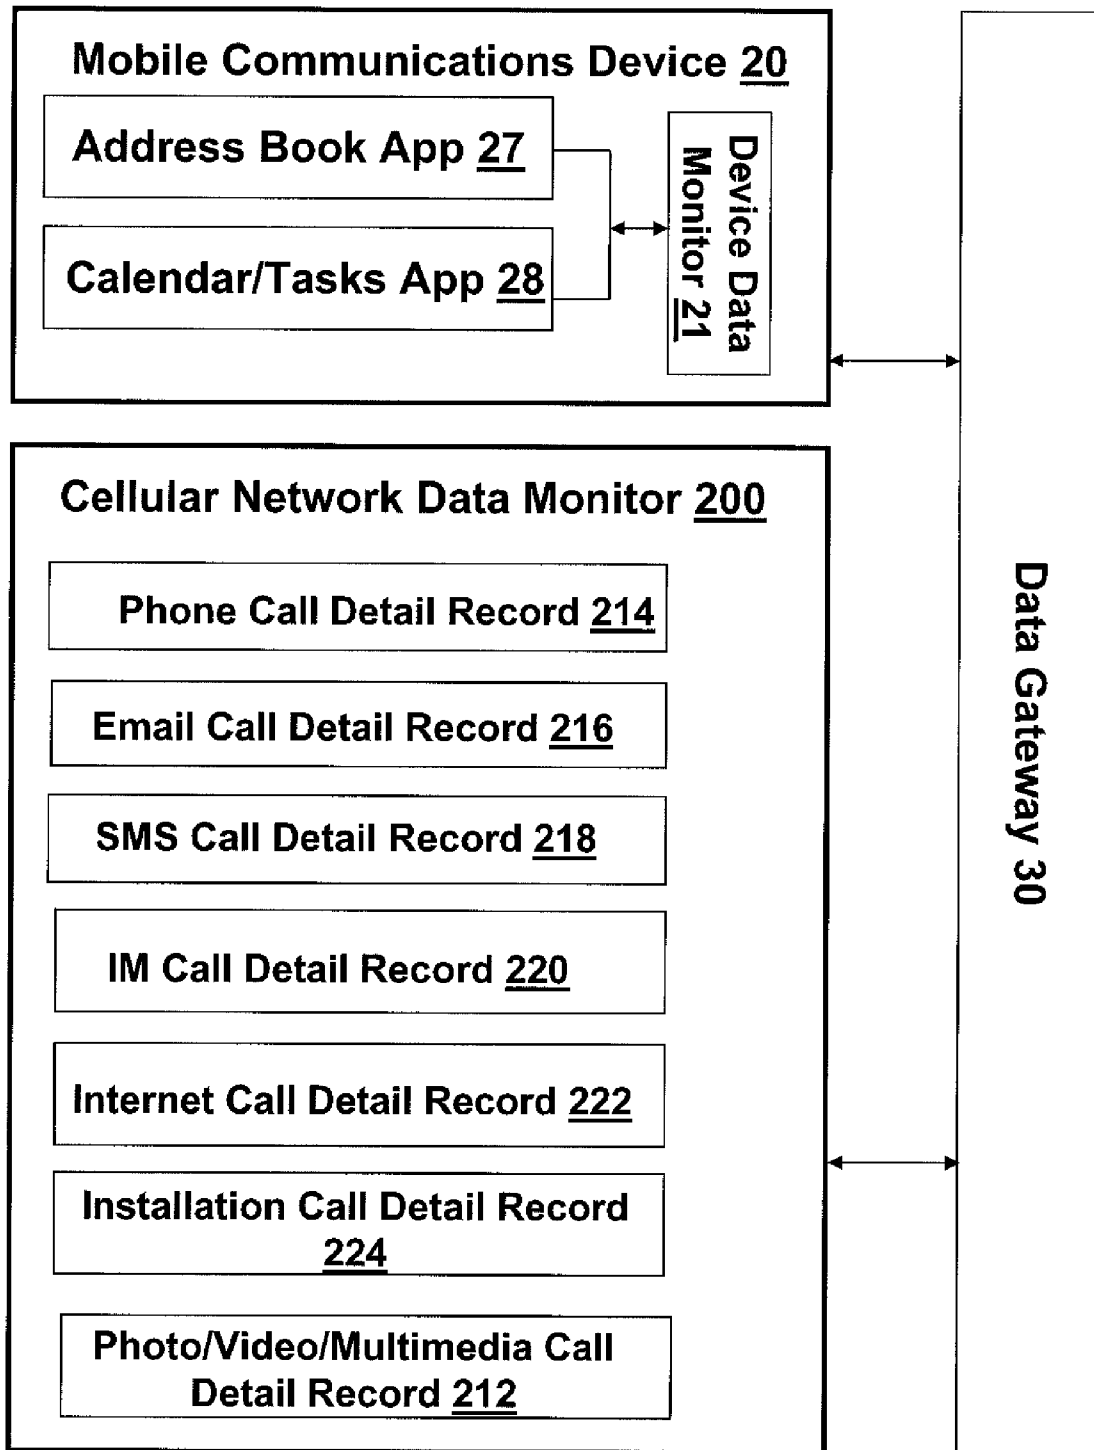 Mobile Communications Device 20
Address Book App 27
Calendar/Tasks App 28
Device Data
Monitor 21
Cellular Network Data Monitor 200
Phone Call Detail Record 214
Email Call Detail Record 216
SMS Call Detail Record 218
IM Call Detail Record 220
Internet Call Detail Record 222
Installation Call Detail Record
224
Photo/Video/Multimedia Call
Detail Record 212
Data Gateway 30